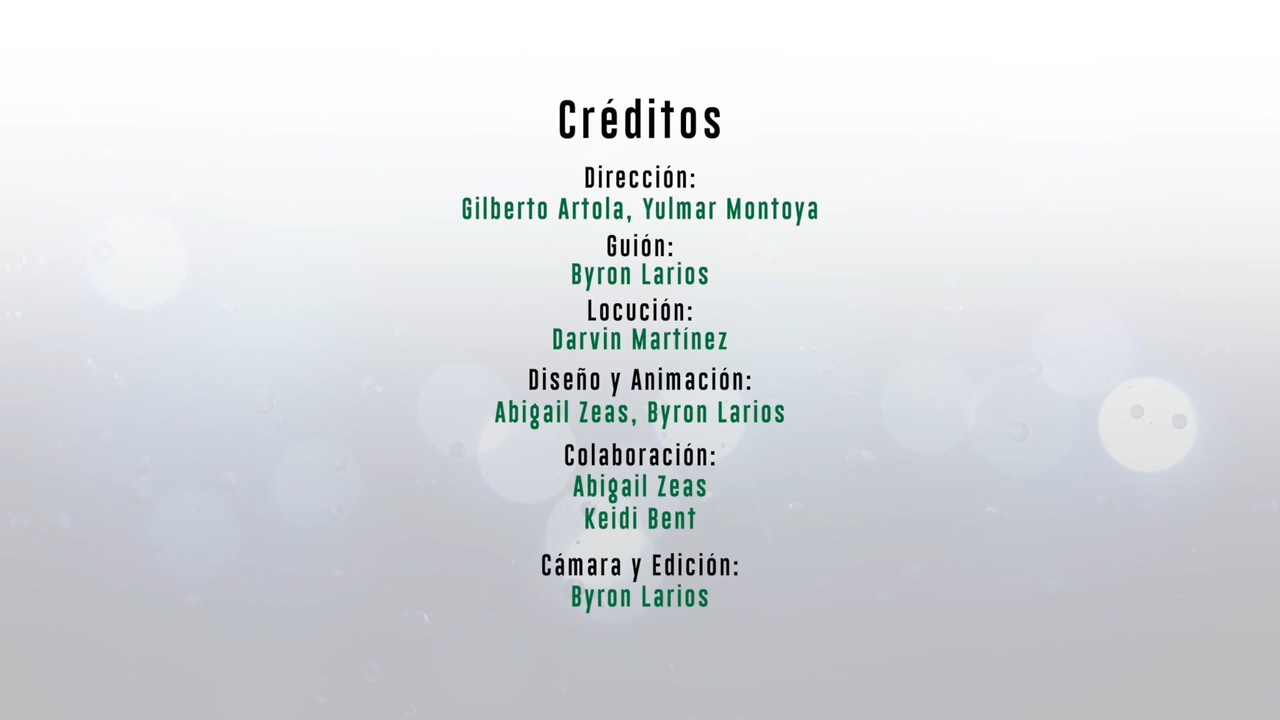 Créditos
Dirección:
Gilberto Artola, Yulmar Montoya
Guión:
Byron Larios
Locución:
Darvin Martínez
Diseño y Animación:
Abigail Zeas, Byron Larios
Colaboración:
Abigail Zeas
Keidi Bent
Cámara y Edición:
Byron Larios